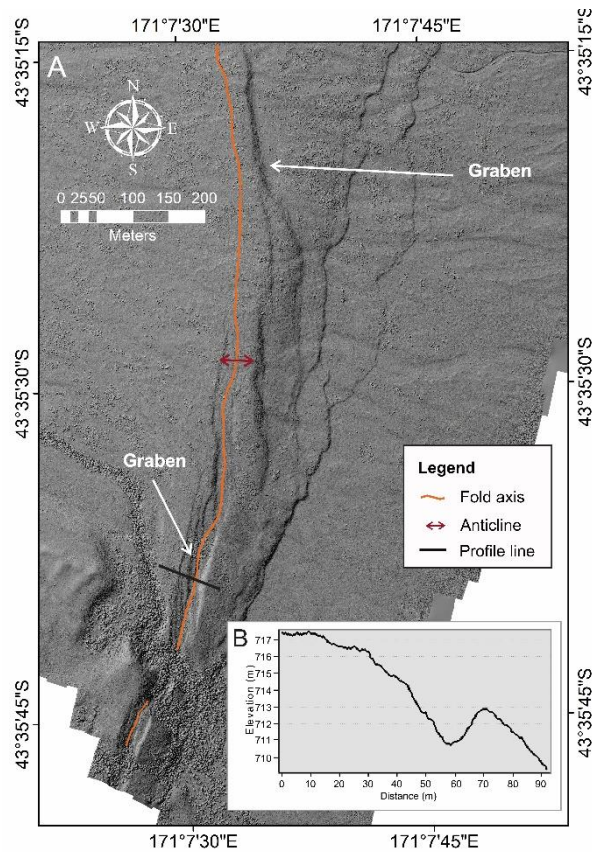 171°7'30"E
171°7'45"E
43°35'15"S
43°35'15"S
A
N
W
E
S
0 25 50 100 150 200
Meters
Graben
43°35'30"S
43°35'30"S
Graben
Legend
Fold axis
Anticline
Profile line
43°35'45"S
43°35'45"S
B
Elevation (m)
717
716
715
714
713
712
711
710
0 10 20 30 40 50 60 70 80 90
Distance (m)
171°7'30"E
171°7'45"E